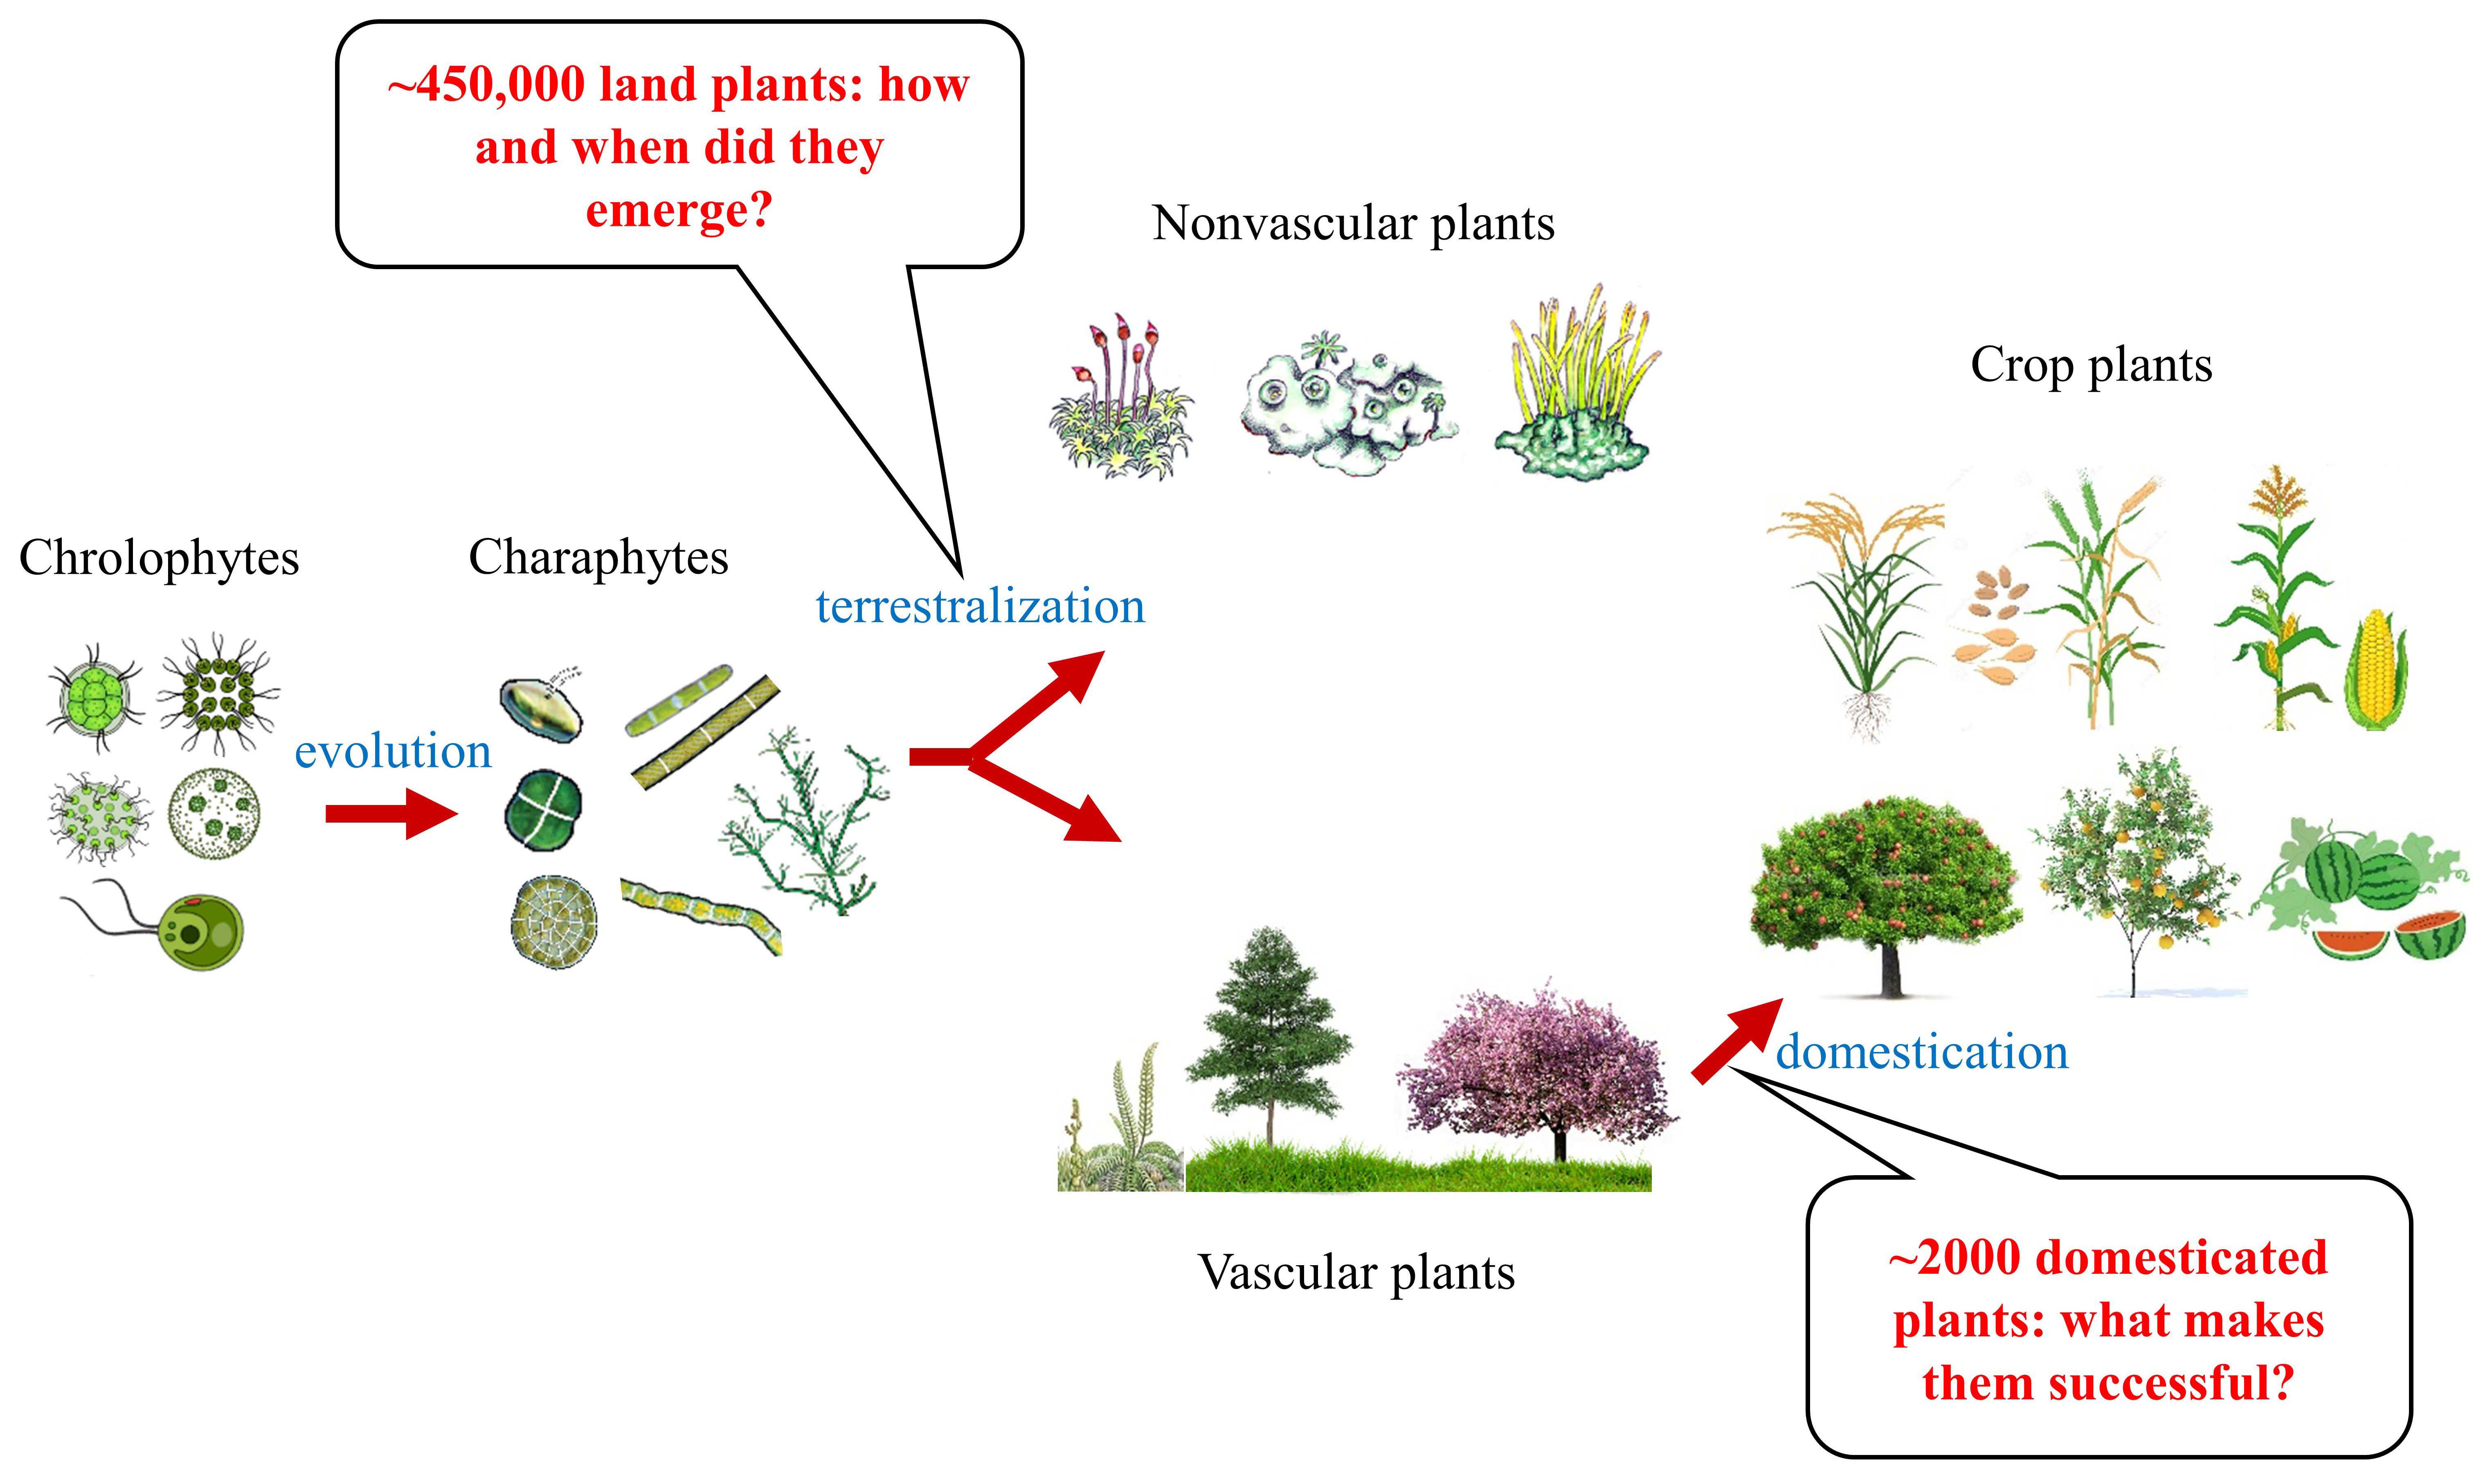 ~450,000 land plants: how
and when did they
emerge?
Nonvascular plants
Crop plants
Chrolophytes
Charaphytes
terrestralization
evolution
domestication
Vascular plants
~2000 domesticated
plants: what makes
them successful?